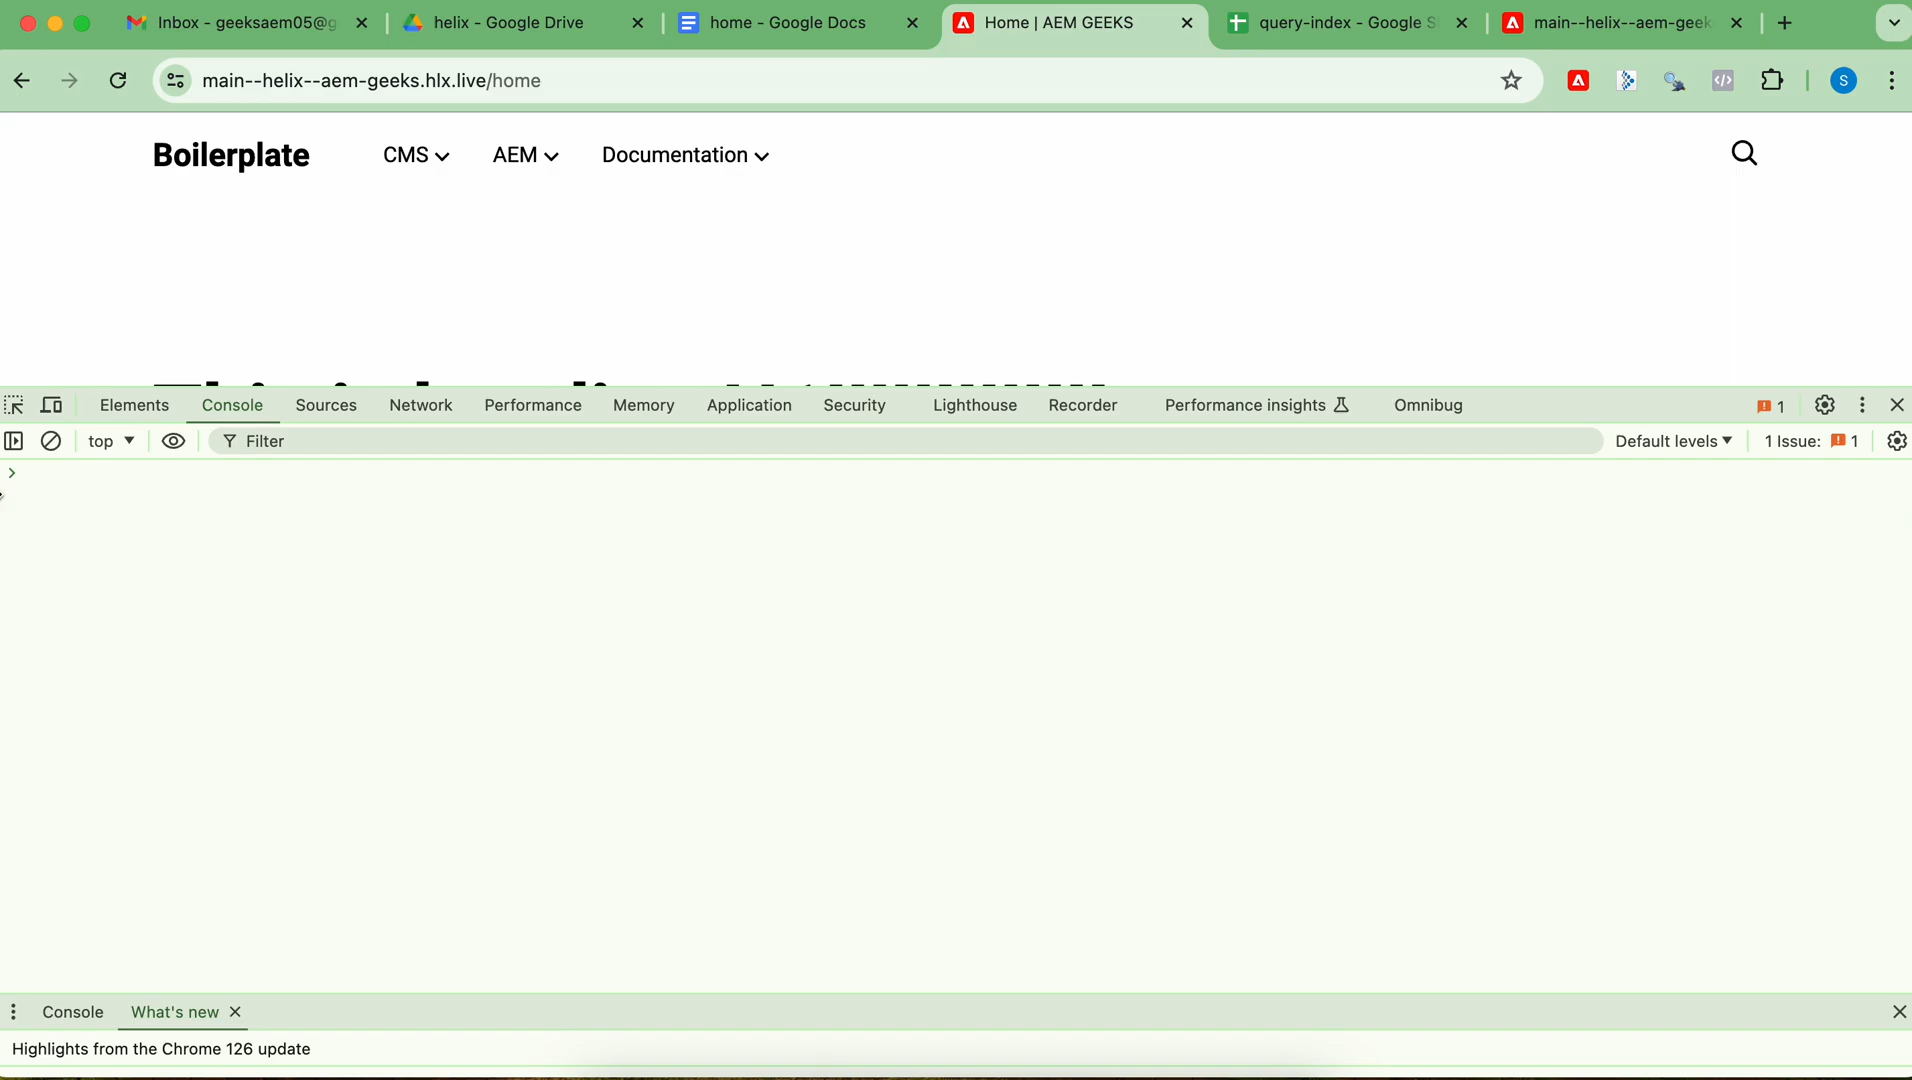 Inbox - geeksaem05@g
helix - Google Drive
home - Google Docs
Home | AEM GEEKS
query-index - Google S
main--helix--aem-geek
main--helix--aem-geeks.hlx.live/home
S
Boilerplate
CMS
AEM
Documentation
Elements
Console
Sources
Network
Performance
Memory
Application
Security
Lighthouse
Recorder
Performance insights
Omnibug
1
top
Filter
Default levels
1 Issue:
1
Console
What's new
Highlights from the Chrome 126 update